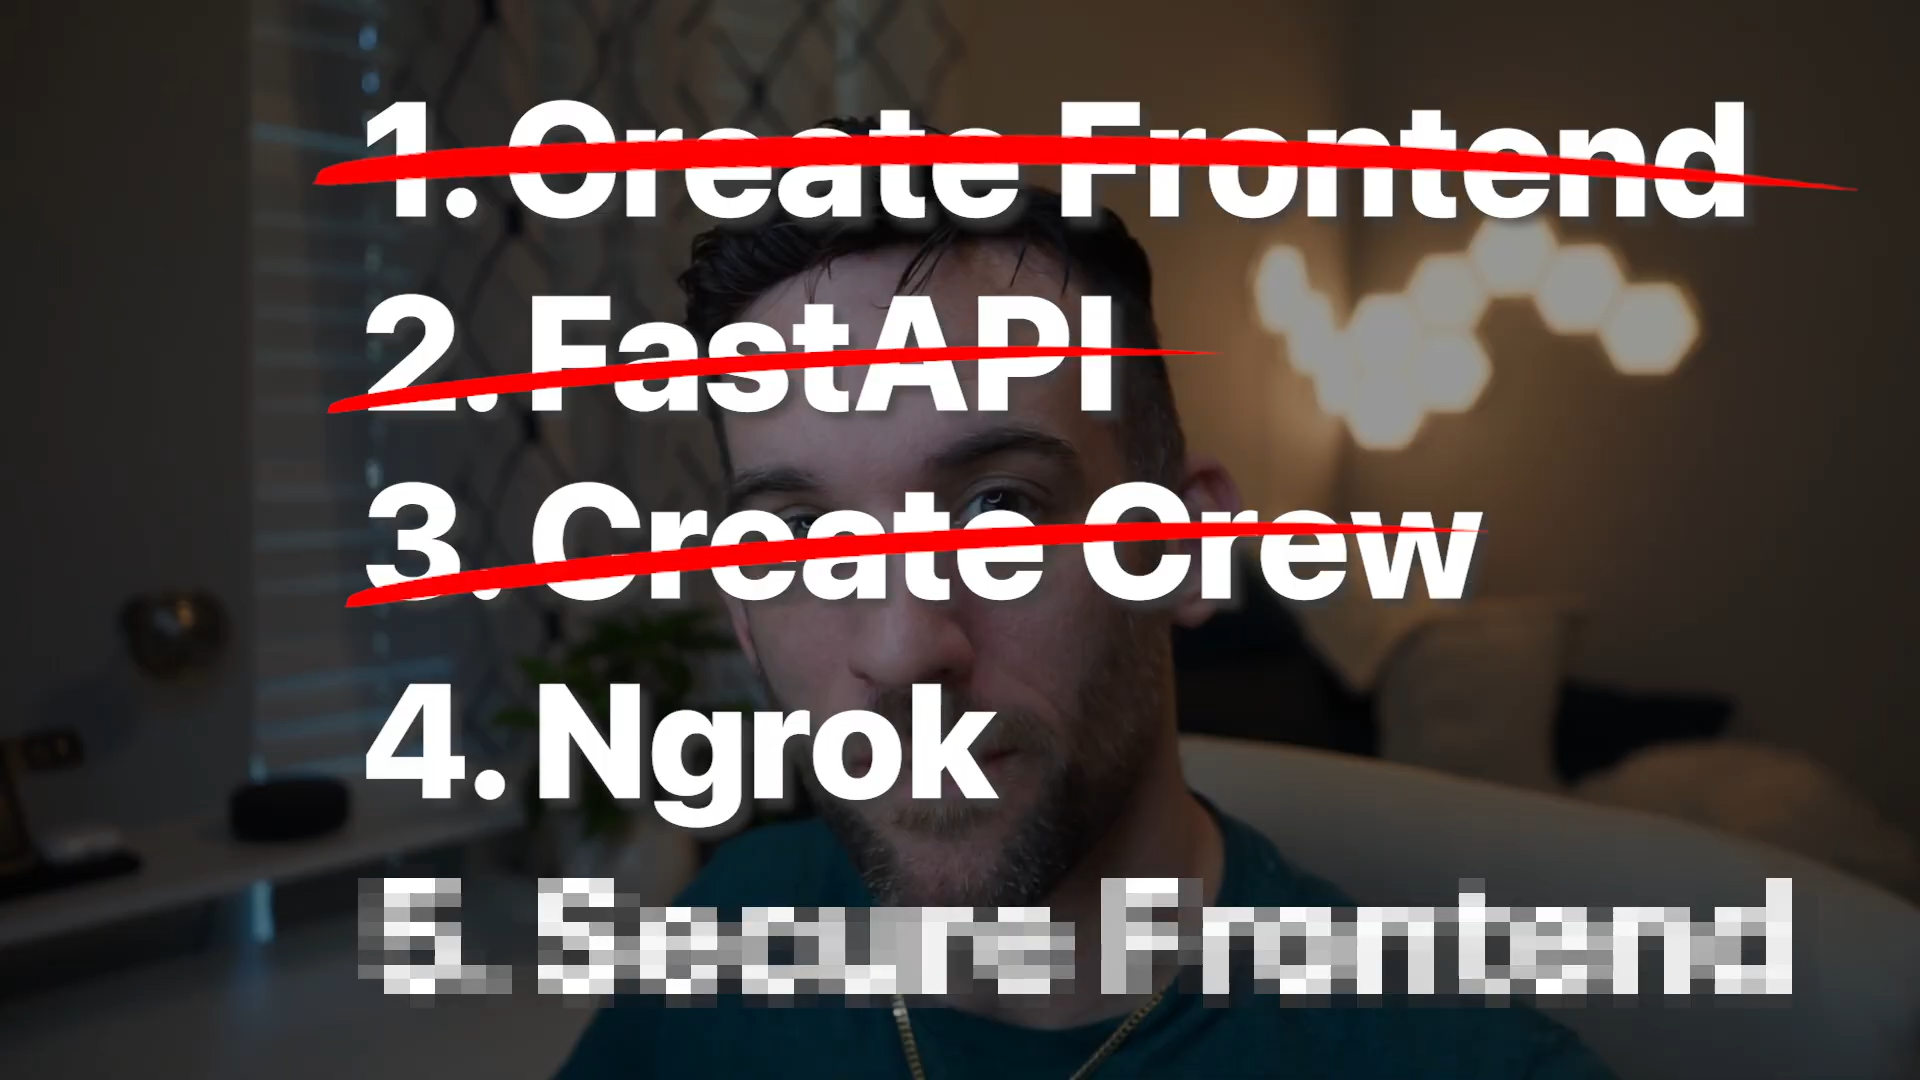 1. Create Frontend
2. FastAPI
3. Create Crew
4. Ngrok
5. Secure Frontend